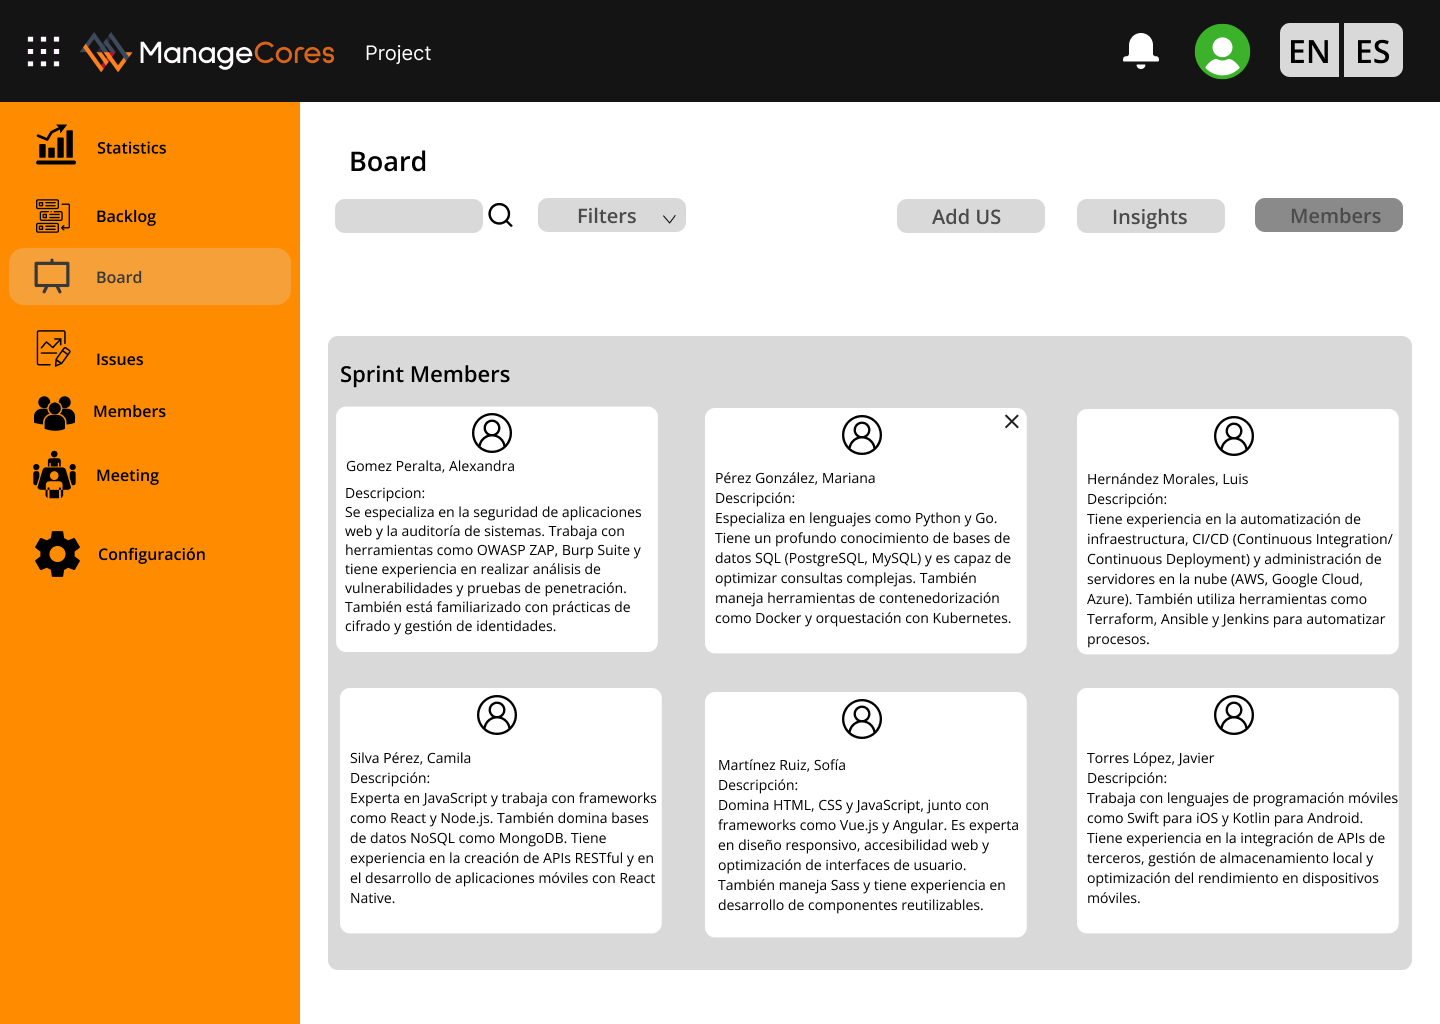 ManageCores
Project
EN
ES
Statistics
Backlog
Board
Issues
Members
Meeting
Configuración
Board
Filters
Add US
Insights
Members
Sprint Members
Gomez Peralta, Alexandra
Descripcion:
Se especializa en la seguridad de aplicaciones
web y la auditoría de sistemas. Trabaja con
herramientas como OWASP ZAP, Burp Suite y
tiene experiencia en realizar análisis de
vulnerabilidades y pruebas de penetración.
También está familiarizado con prácticas de
cifrado y gestión de identidades.
Pérez González, Mariana
Descripción:
Especializa en lenguajes como Python y Go.
Tiene un profundo conocimiento de bases de
datos SQL (PostgreSQL, MySQL) y es capaz de
optimizar consultas complejas. También
maneja herramientas de contenedorización
como Docker y orquestación con Kubernetes.
Hernández Morales, Luis
Descripción:
Tiene experiencia en la automatización de
infraestructura, CI/CD (Continuous Integration/
Continuous Deployment) y administración de
servidores en la nube (AWS, Google Cloud,
Azure). También utiliza herramientas como
Terraform, Ansible y Jenkins para automatizar
procesos.
Silva Pérez, Camila
Descripción:
Experta en JavaScript y trabaja con frameworks
como React y Node.js. También domina bases
de datos NoSQL como MongoDB. Tiene
experiencia en la creación de APIs RESTful y en
el desarrollo de aplicaciones móviles con React
Native.
Martínez Ruiz, Sofía
Descripción:
Domina HTML, CSS y JavaScript, junto con
frameworks como Vue.js y Angular. Es experta
en diseño responsivo, accesibilidad web y
optimización de interfaces de usuario.
También maneja Sass y tiene experiencia en
desarrollo de componentes reutilizables.
Torres López, Javier
Descripción:
Trabaja con lenguajes de programación móviles
como Swift para iOS y Kotlin para Android.
Tiene experiencia en la integración de APIs de
terceros, gestión de almacenamiento local y
optimización del rendimiento en dispositivos
móviles.